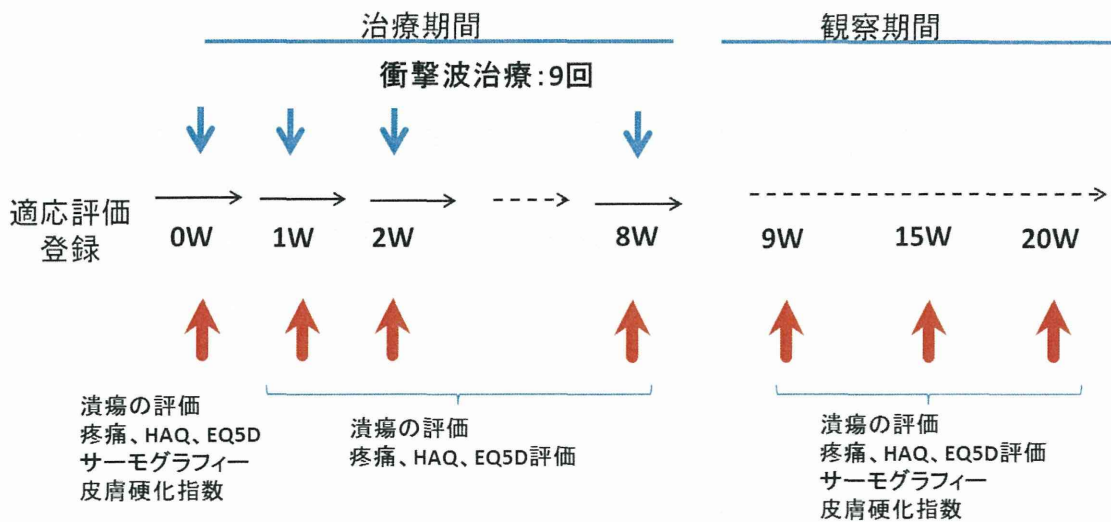 治療期間
観察期間
衝撃波治療:9回
適応評価
登録
0W
1W
2W
8W
9W
15W
20W
潰瘍の評価
疼痛、HAQ、EQ5D
サーモグラフィー
皮膚硬化指数
潰瘍の評価
疼痛、HAQ、EQ5D評価
潰瘍の評価
疼痛、HAQ、EQ5D評価
サーモグラフィー
皮膚硬化指数